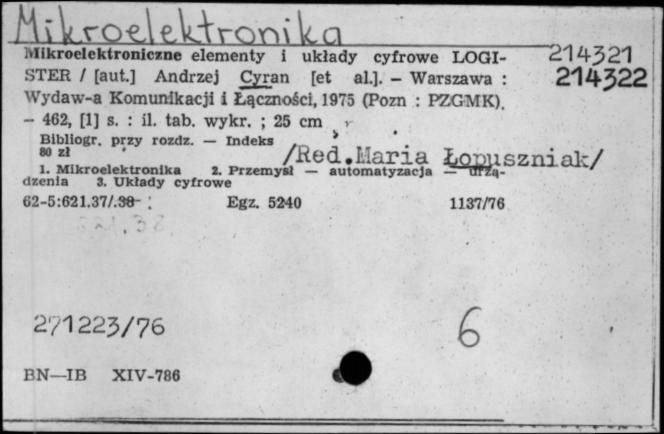 Mikroelektronika
Mikroelektroniczne elementy i układy cyfrowe LOGI- 214321
STER / [aut.] Andrzej Cyran [et al.]. – Warszawa : 214322
Wydaw-a Komunikacji i Łączności, 1975 (Pozn : PZGMK).
– 462, [1] s. : il. tab. wykr. ; 25 cm
Bibliogr. przy rozdz. — Indeks
80 zł /Red.Maria Łopuszniak/
1. Mikroelektronika 2. Przemysł — automatyzacja — urzą-
dzenia 3. Układy cyfrowe
62-5:621.37/.38 Egz. 5240 1137/76
621.38
271223/76 6
BN—IB XIV-786